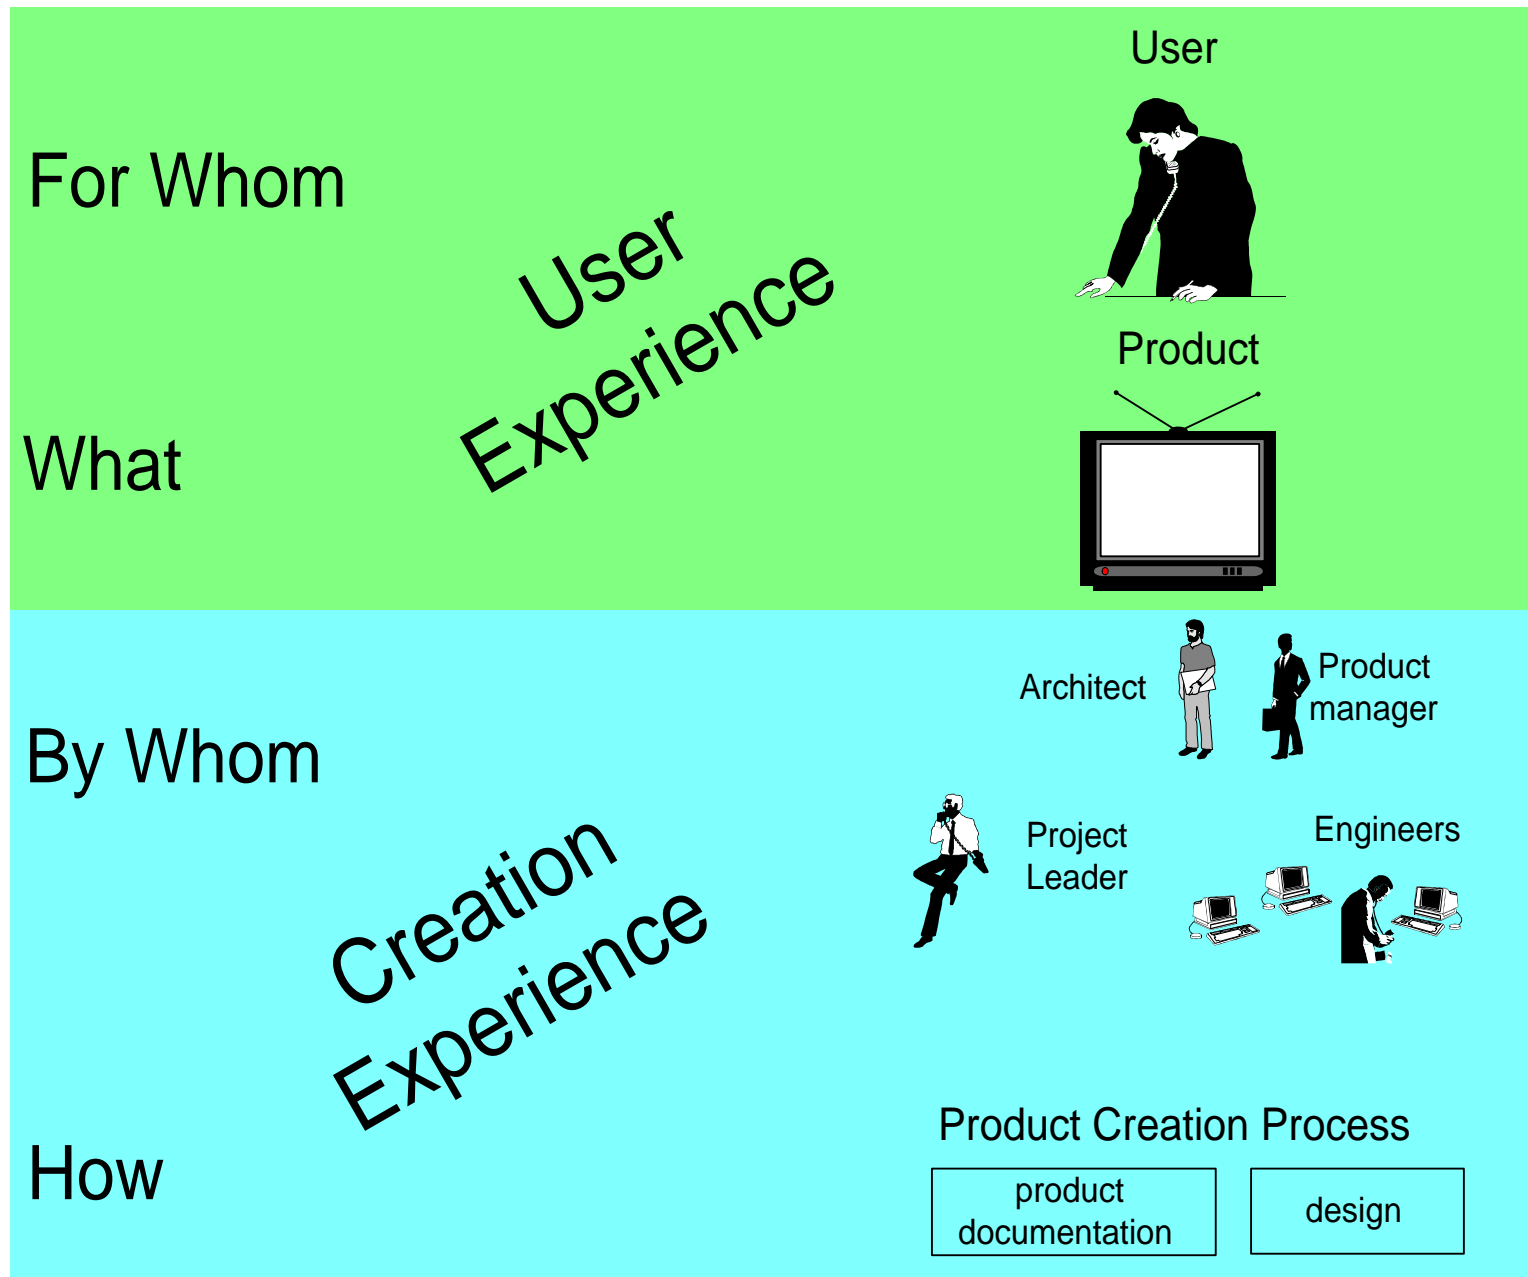 User
For Whom
User
Experience
Product
What
Architect
Product
manager
By Whom
Project
Leader
Engineers
Creation
Experience
Product Creation Process
How
product
documentation
design